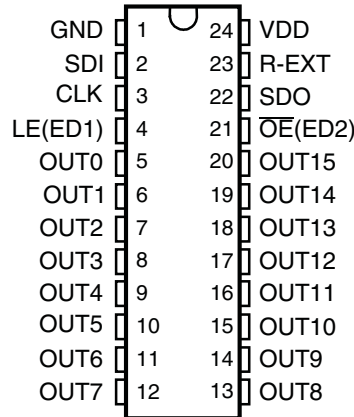 GND 1 24 VDD
SDI 2 23 R-EXT
CLK 3 22 SDO
LE(ED1) 4 21 O̅E̅(ED2)
OUT0 5 20 OUT15
OUT1 6 19 OUT14
OUT2 7 18 OUT13
OUT3 8 17 OUT12
OUT4 9 16 OUT11
OUT5 10 15 OUT10
OUT6 11 14 OUT9
OUT7 12 13 OUT8